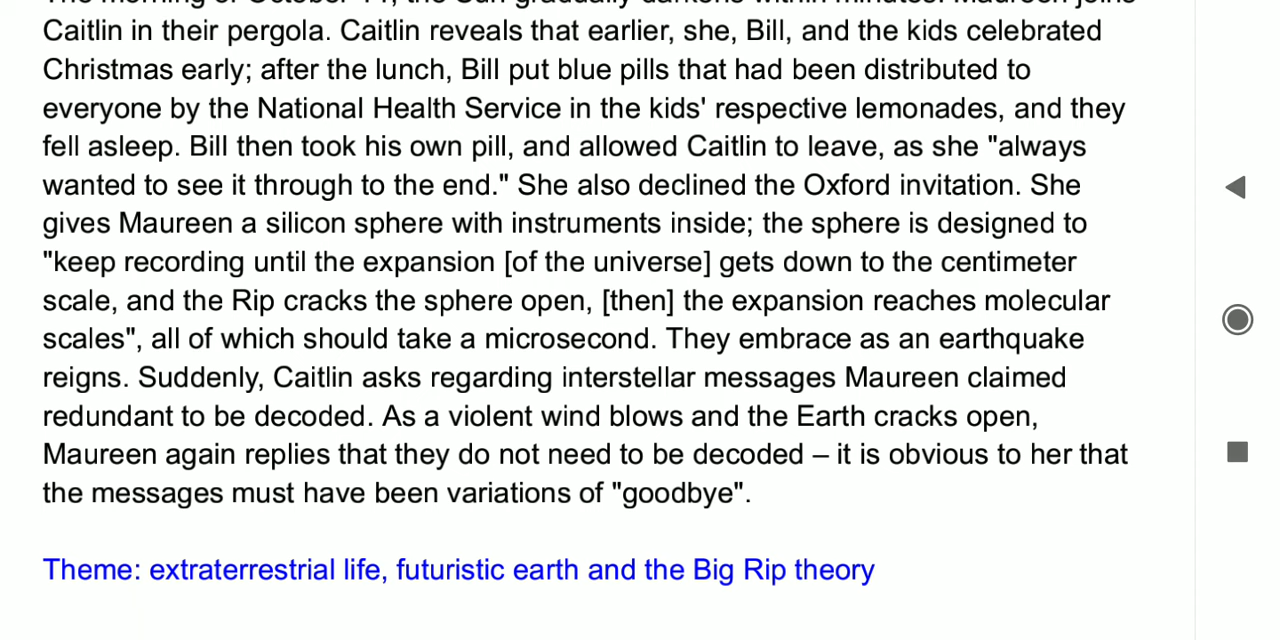 Caitlin in their pergola. Caitlin reveals that earlier, she, Bill, and the kids celebrated
Christmas early; after the lunch, Bill put blue pills that had been distributed to
everyone by the National Health Service in the kids' respective lemonades, and they
fell asleep. Bill then took his own pill, and allowed Caitlin to leave, as she "always
wanted to see it through to the end." She also declined the Oxford invitation. She
gives Maureen a silicon sphere with instruments inside; the sphere is designed to
"keep recording until the expansion [of the universe] gets down to the centimeter
scale, and the Rip cracks the sphere open, [then] the expansion reaches molecular
scales", all of which should take a microsecond. They embrace as an earthquake
reigns. Suddenly, Caitlin asks regarding interstellar messages Maureen claimed
redundant to be decoded. As a violent wind blows and the Earth cracks open,
Maureen again replies that they do not need to be decoded – it is obvious to her that
the messages must have been variations of "goodbye".
Theme: extraterrestrial life, futuristic earth and the Big Rip theory